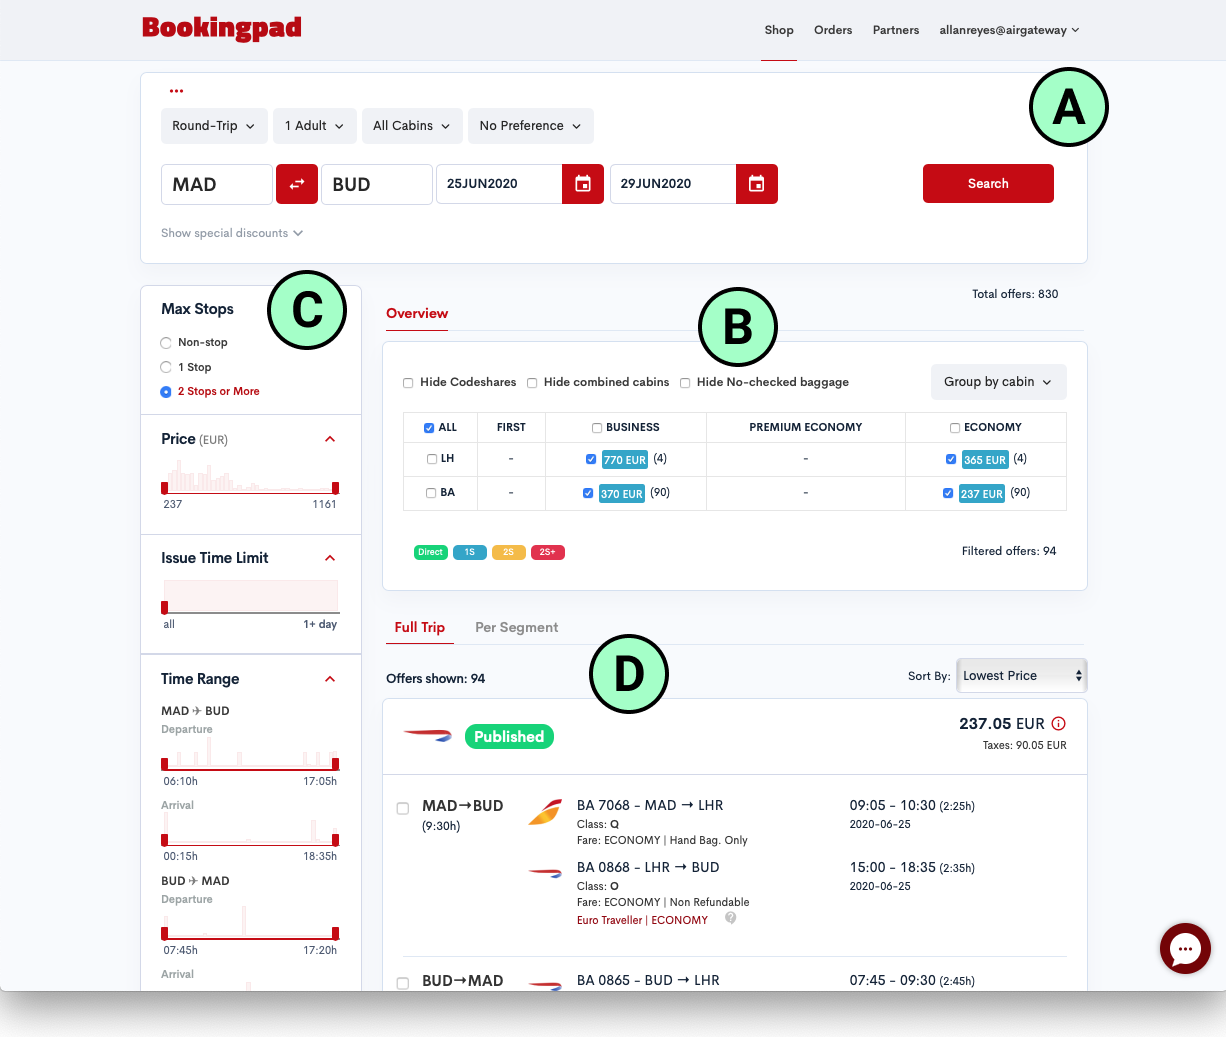 Bookingpad
Shop Orders Partners allanreyes@airgateway
A
Round-Trip 1 Adult All Cabins No Preference
MAD BUD 25JUN2020 29JUN2020 Search
Show special discounts
C
Max Stops
Non-stop
1 Stop
2 Stops or More
Price (EUR)
237 1161
Issue Time Limit
all 1+ day
Time Range
MAD ✈ BUD
Departure
06:10h 17:05h
Arrival
00:15h 18:35h
BUD ✈ MAD
Departure
07:45h 17:20h
Arrival
Total offers: 830
Overview
B
Hide Codeshares Hide combined cabins Hide No-checked baggage Group by cabin
ALL FIRST BUSINESS PREMIUM ECONOMY ECONOMY
LH - 770 EUR (4) - 365 EUR (4)
BA - 370 EUR (90) - 237 EUR (90)
Direct 1S 2S 2S+ Filtered offers: 94
Full Trip Per Segment
D
Offers shown: 94 Sort By: Lowest Price
Published 237.05 EUR
Taxes: 90.05 EUR
MAD→BUD
(9:30h)
BA 7068 - MAD → LHR 09:05 - 10:30 (2:25h)
Class: Q 2020-06-25
Fare: ECONOMY | Hand Bag. Only
BA 0868 - LHR → BUD 15:00 - 18:35 (2:35h)
Class: O 2020-06-25
Fare: ECONOMY | Non Refundable
Euro Traveller | ECONOMY
BUD→MAD BA 0865 - BUD → LHR 07:45 - 09:30 (2:45h)